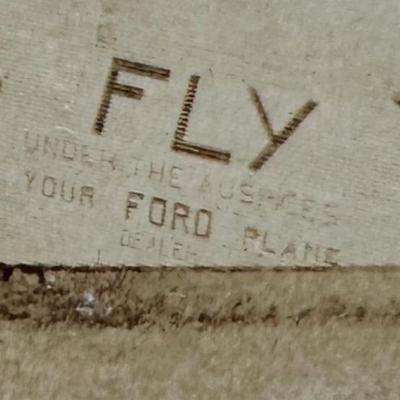 FLY
UNDER THE AUSPICES
YOUR FORD PLANE
DEALER